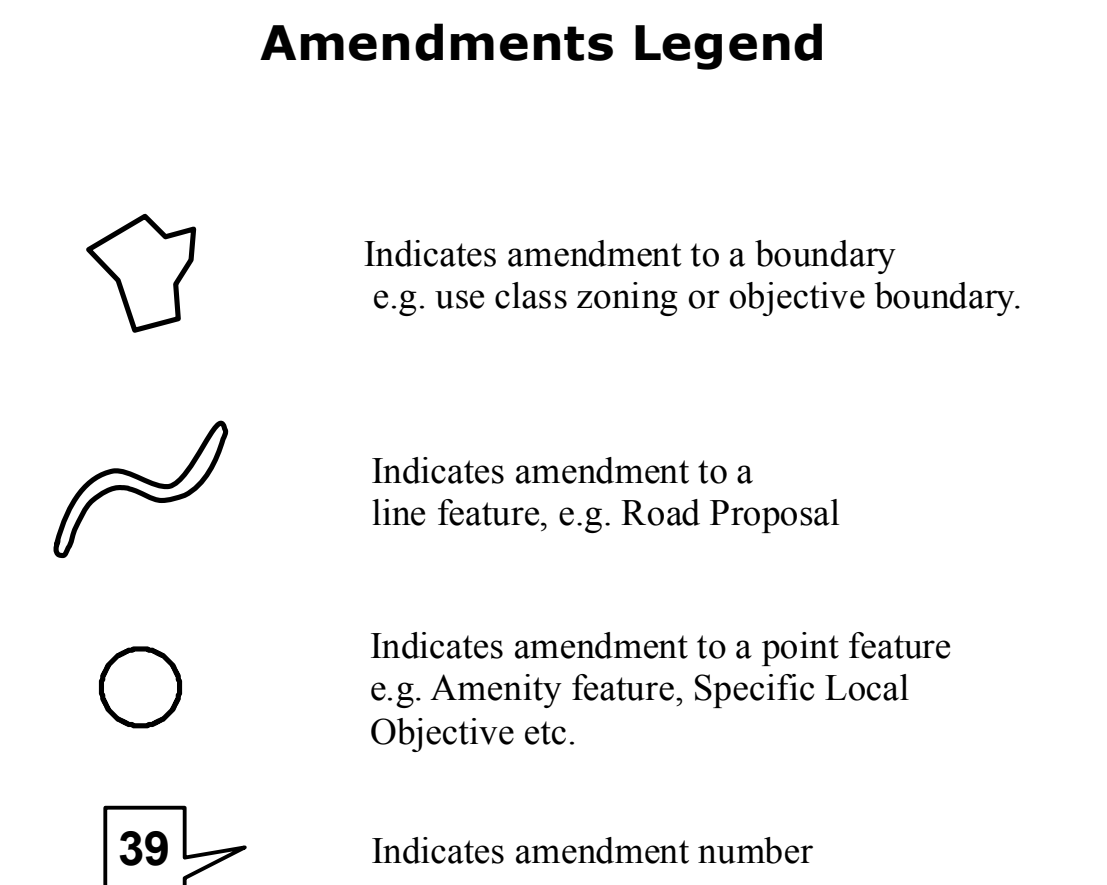 Amendments Legend
Indicates amendment to a boundary
e.g. use class zoning or objective boundary.
Indicates amendment to a
line feature, e.g. Road Proposal
Indicates amendment to a point feature
e.g. Amenity feature, Specific Local
Objective etc.
39
Indicates amendment number